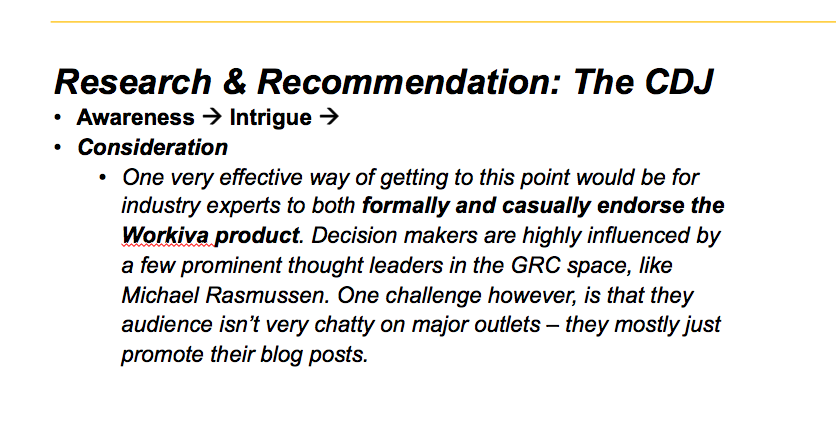 Research & Recommendation: The CDJ
• Awareness → Intrigue →
• Consideration
• One very effective way of getting to this point would be for
industry experts to both formally and casually endorse the
Workiva product. Decision makers are highly influenced by
a few prominent thought leaders in the GRC space, like
Michael Rasmussen. One challenge however, is that they
audience isn’t very chatty on major outlets – they mostly just
promote their blog posts.